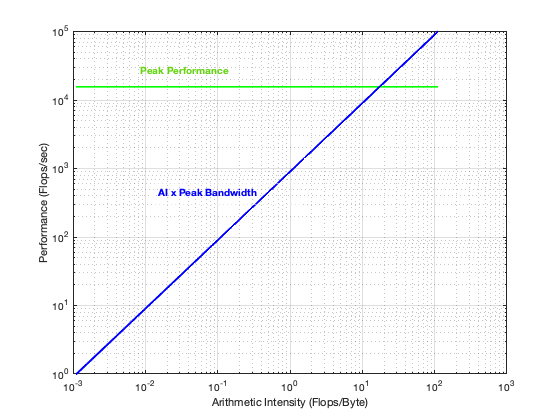 10^5
Peak Performance
10^4
10^3
AI x Peak Bandwidth
10^2
10^1
10^0
Performance (Flops/sec)
10^-3 10^-2 10^-1 10^0 10^1 10^2 10^3
Arithmetic Intensity (Flops/Byte)